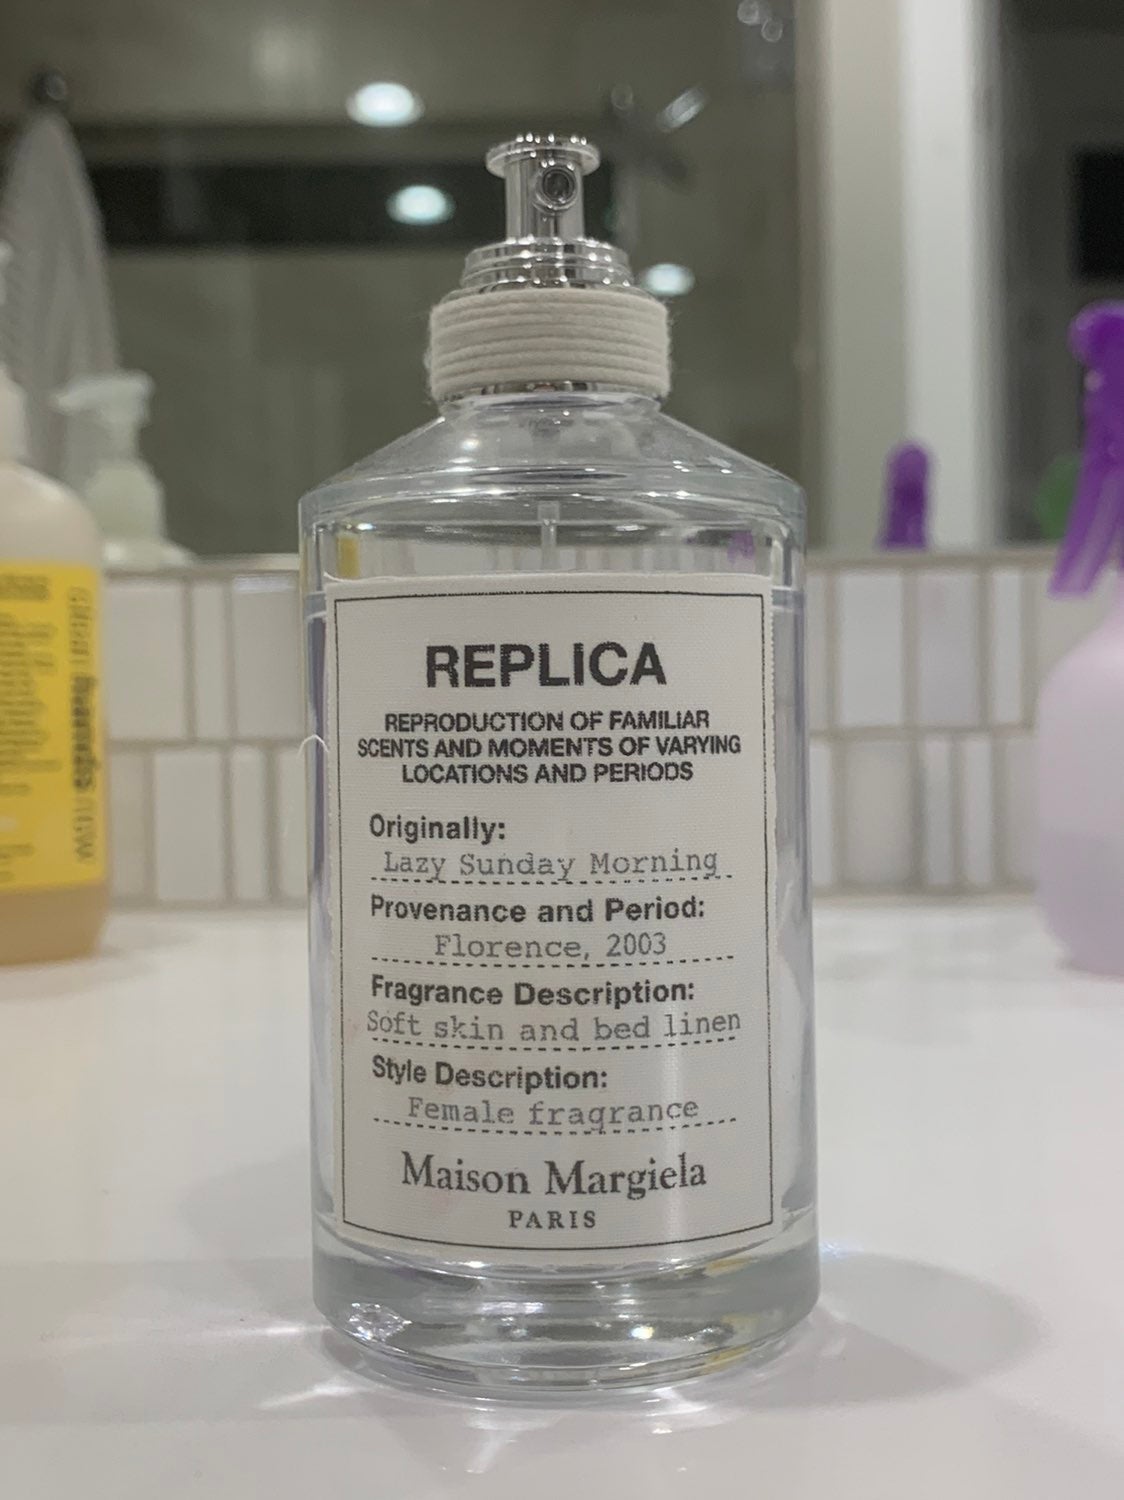 REPLICA
REPRODUCTION OF FAMILIAR
SCENTS AND MOMENTS OF VARYING
LOCATIONS AND PERIODS
Originally:
Lazy Sunday Morning
Provenance and Period:
Florence, 2003
Fragrance Description:
Soft skin and bed linen
Style Description:
Female fragrance
Maison Margiela
PARIS